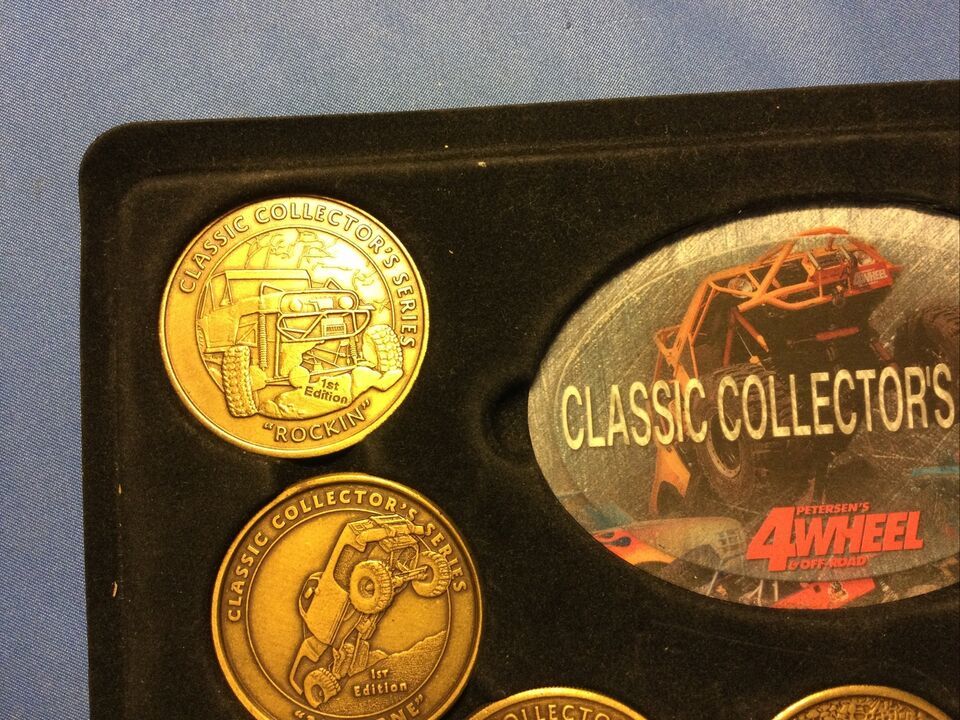 CLASSIC COLLECTOR'S SERIES
1st
Edition
"ROCKIN"
CLASSIC COLLECTOR'S
PETERSEN'S
4WHEEL
& OFF-ROAD
CLASSIC COLLECTOR'S SERIES
1ST
Edition